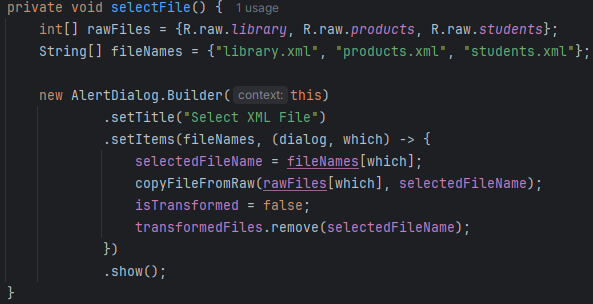 private void selectFile() { 1 usage
    int[] rawFiles = {R.raw.library, R.raw.products, R.raw.students};
    String[] fileNames = {"library.xml", "products.xml", "students.xml"};

    new AlertDialog.Builder( context: this)
            .setTitle("Select XML File")
            .setItems(fileNames, (dialog, which) -> {
                selectedFileName = fileNames[which];
                copyFileFromRaw(rawFiles[which], selectedFileName);
                isTransformed = false;
                transformedFiles.remove(selectedFileName);
            })
            .show();
}